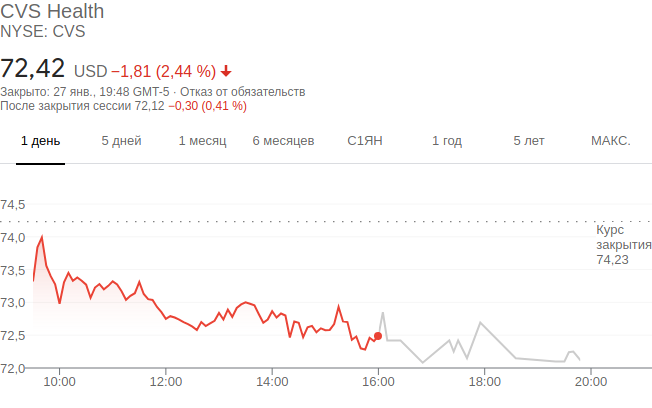 CVS Health
NYSE: CVS
72,42 USD −1,81 (2,44 %)
Закрыто: 27 янв., 19:48 GMT-5 · Отказ от обязательств
После закрытия сессии 72,12 −0,30 (0,41 %)
1 день 5 дней 1 месяц 6 месяцев С1ЯН 1 год 5 лет МАКС.
74,5
74,0
73,5
73,0
72,5
72,0
Курс
закрытия
74,23
10:00 12:00 14:00 16:00 18:00 20:00